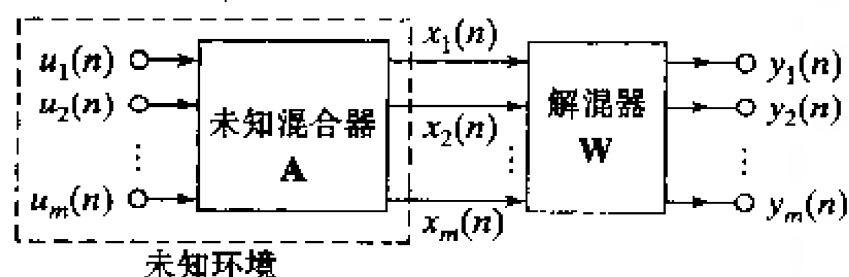 u₁(n)
u₂(n)
⋮
uₘ(n)
未知混合器
A
x₁(n)
x₂(n)
⋮
xₘ(n)
解混器
W
y₁(n)
y₂(n)
⋮
yₘ(n)
未知环境